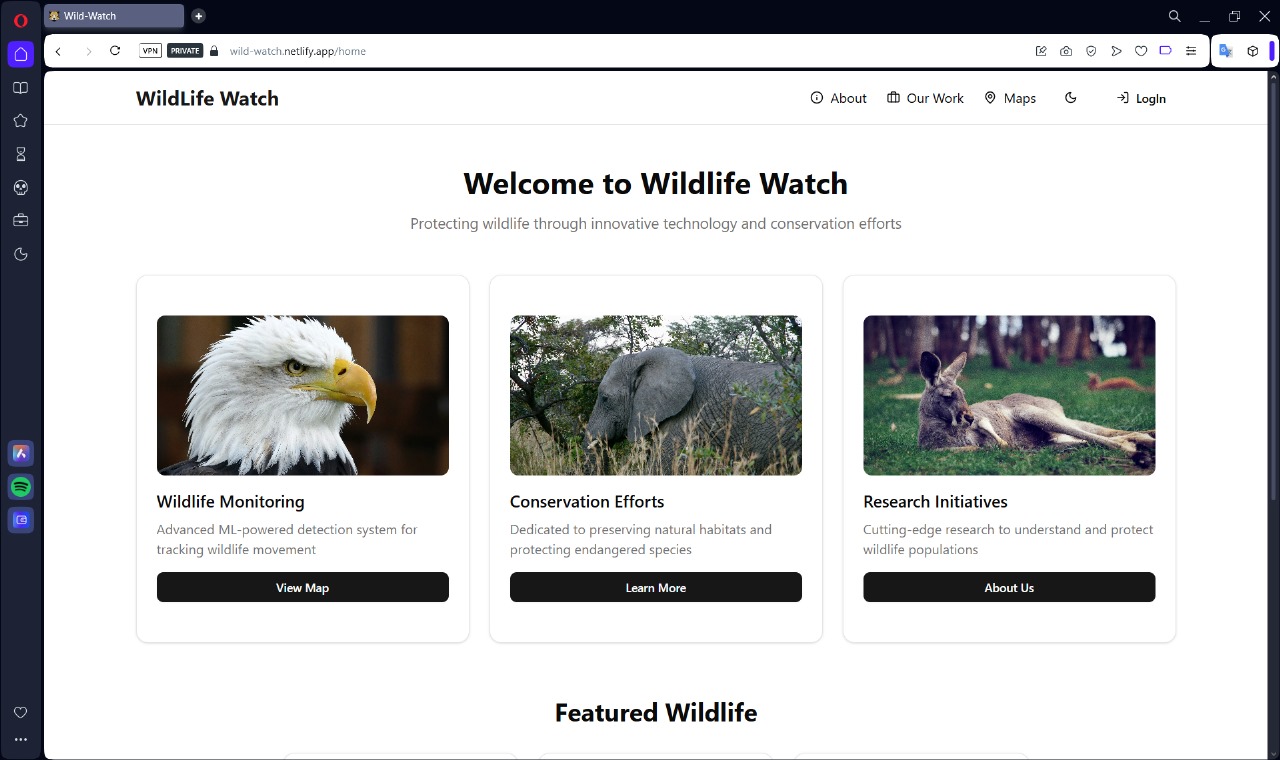 Wild-Watch
VPN PRIVATE wild-watch.netlify.app/home
WildLife Watch
About Our Work Maps LogIn
Welcome to Wildlife Watch
Protecting wildlife through innovative technology and conservation efforts
Wildlife Monitoring
Advanced ML-powered detection system for
tracking wildlife movement
View Map
Conservation Efforts
Dedicated to preserving natural habitats and
protecting endangered species
Learn More
Research Initiatives
Cutting-edge research to understand and protect
wildlife populations
About Us
Featured Wildlife